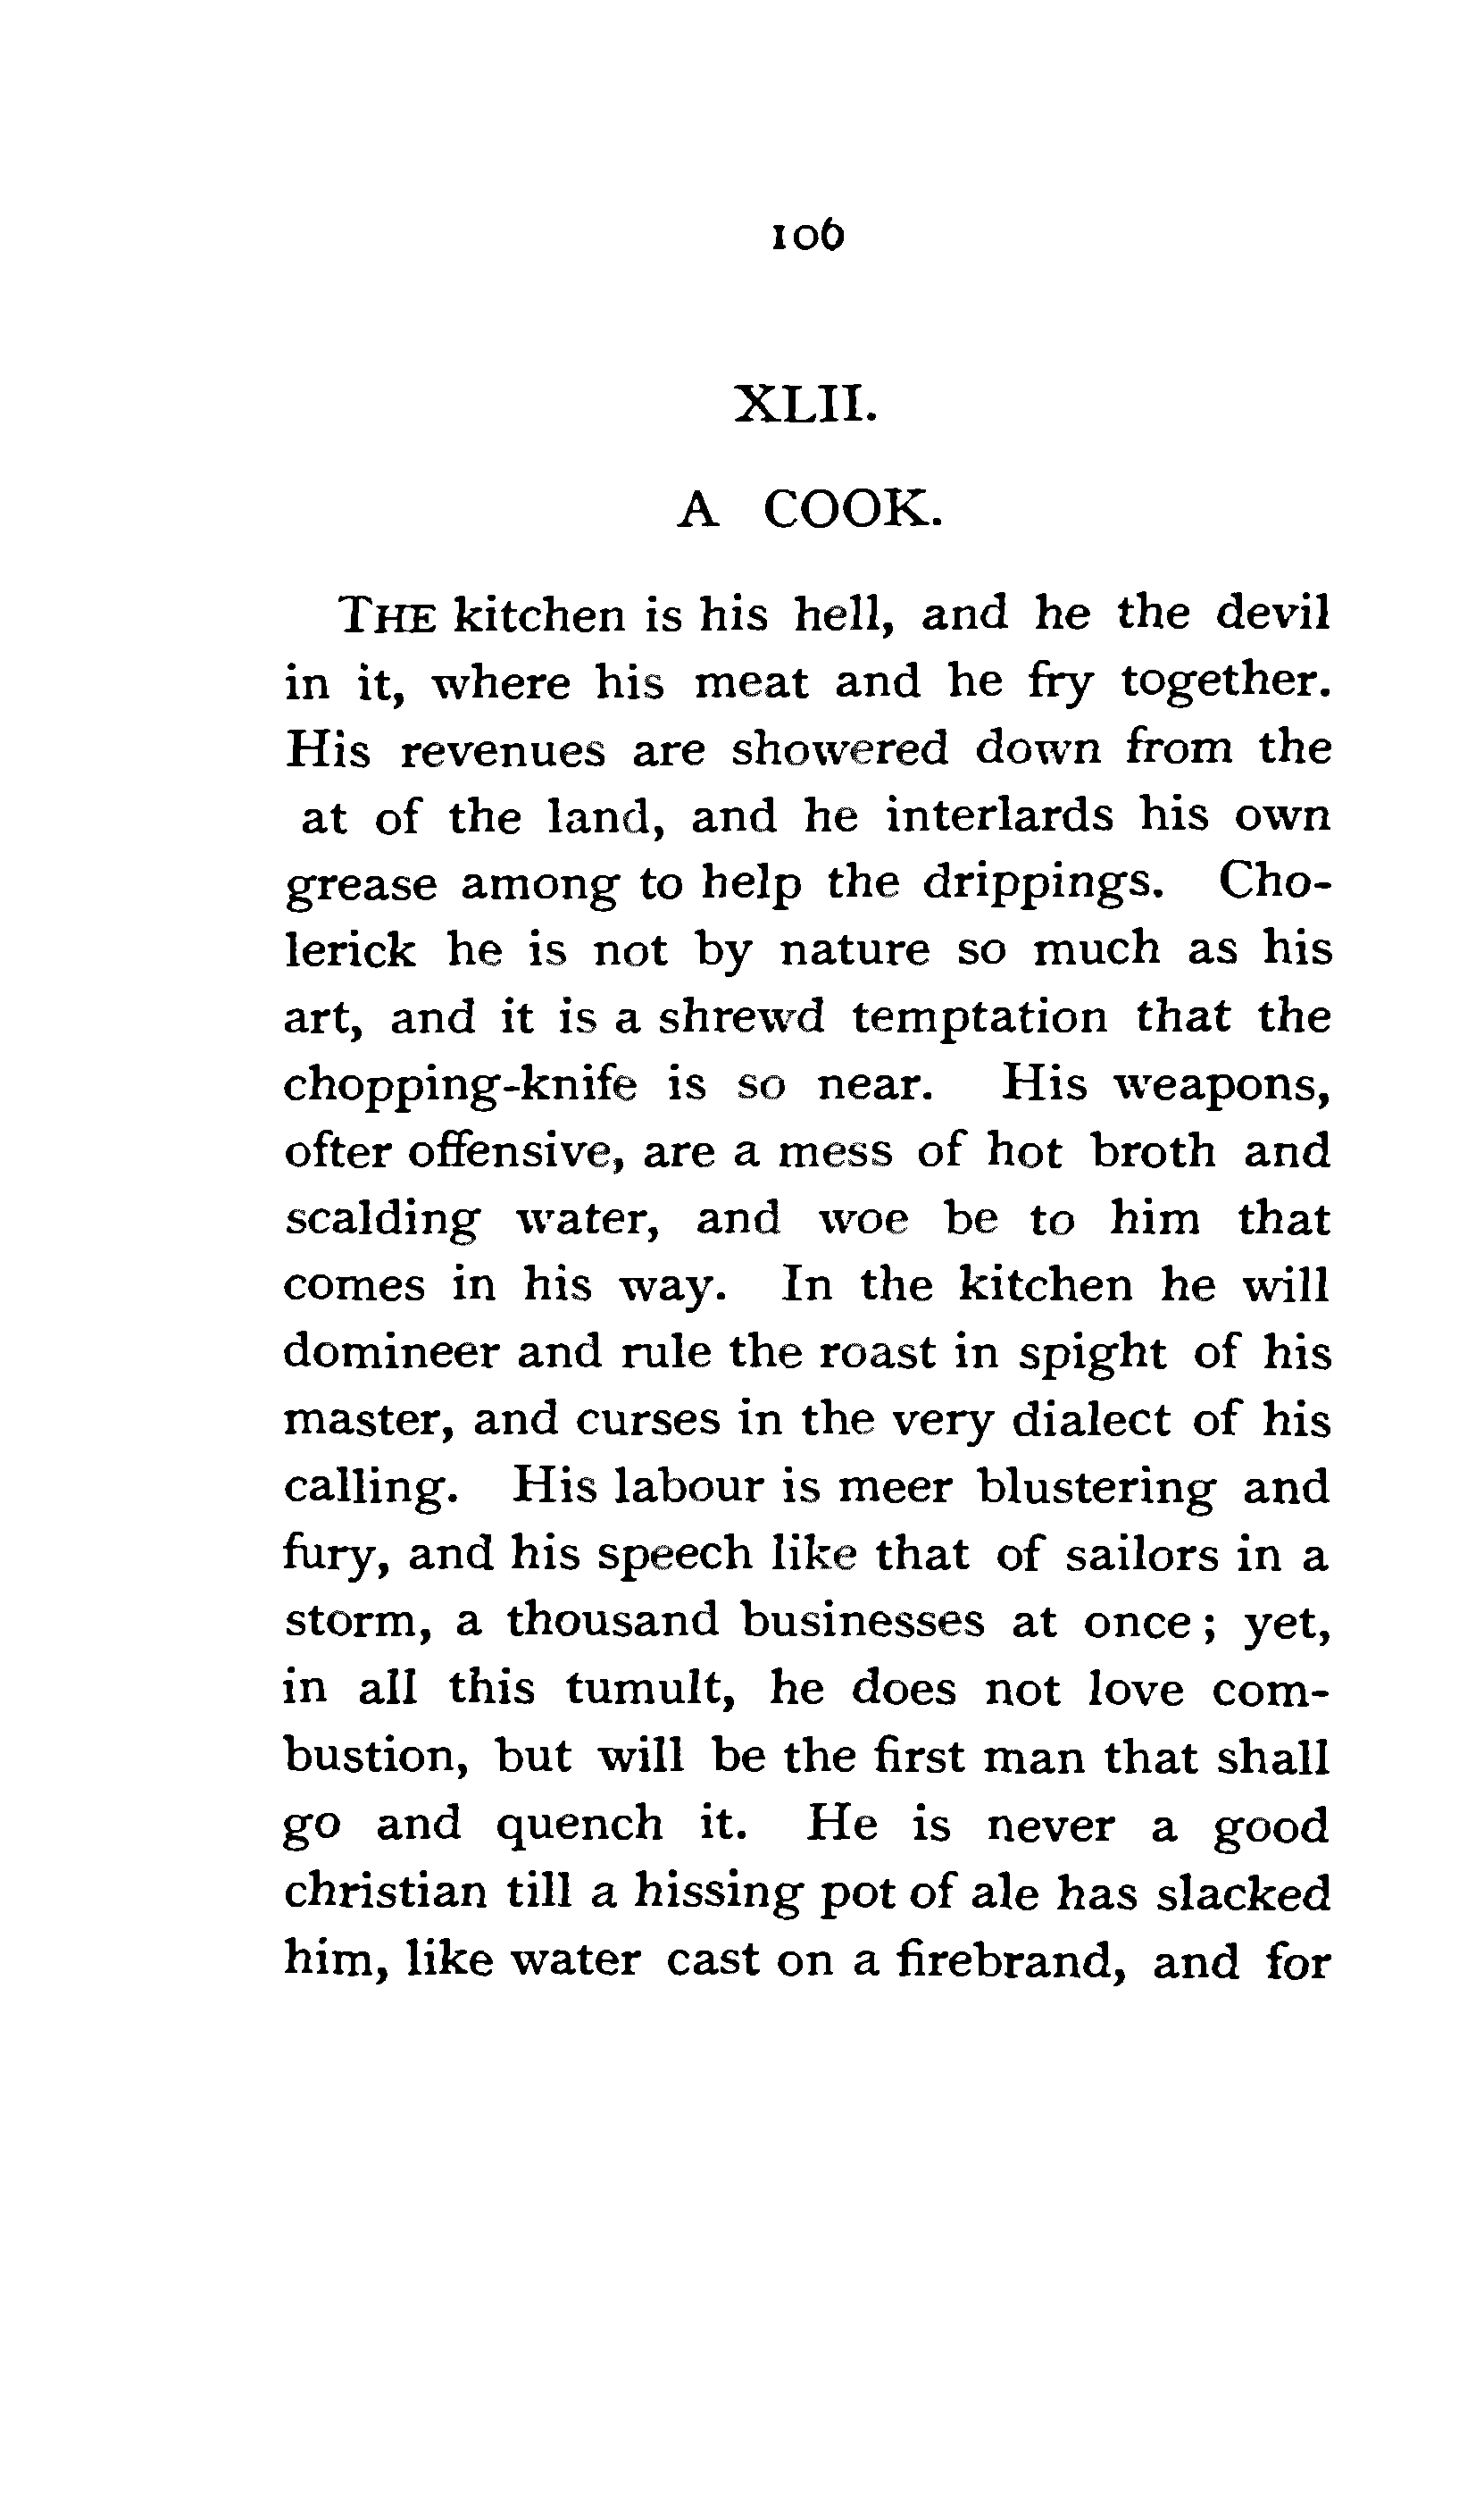 106
XLII.
A COOK.
THE kitchen is his hell, and he the devil
in it, where his meat and he fry together.
His revenues are showered down from the
at of the land, and he interlards his own
grease among to help the drippings. Cho-
lerick he is not by nature so much as his
art, and it is a shrewd temptation that the
chopping-knife is so near. His weapons,
ofter offensive, are a mess of hot broth and
scalding water, and woe be to him that
comes in his way. In the kitchen he will
domineer and rule the roast in spight of his
master, and curses in the very dialect of his
calling. His labour is meer blustering and
fury, and his speech like that of sailors in a
storm, a thousand businesses at once; yet,
in all this tumult, he does not love com-
bustion, but will be the first man that shall
go and quench it. He is never a good
christian till a hissing pot of ale has slacked
him, like water cast on a firebrand, and for